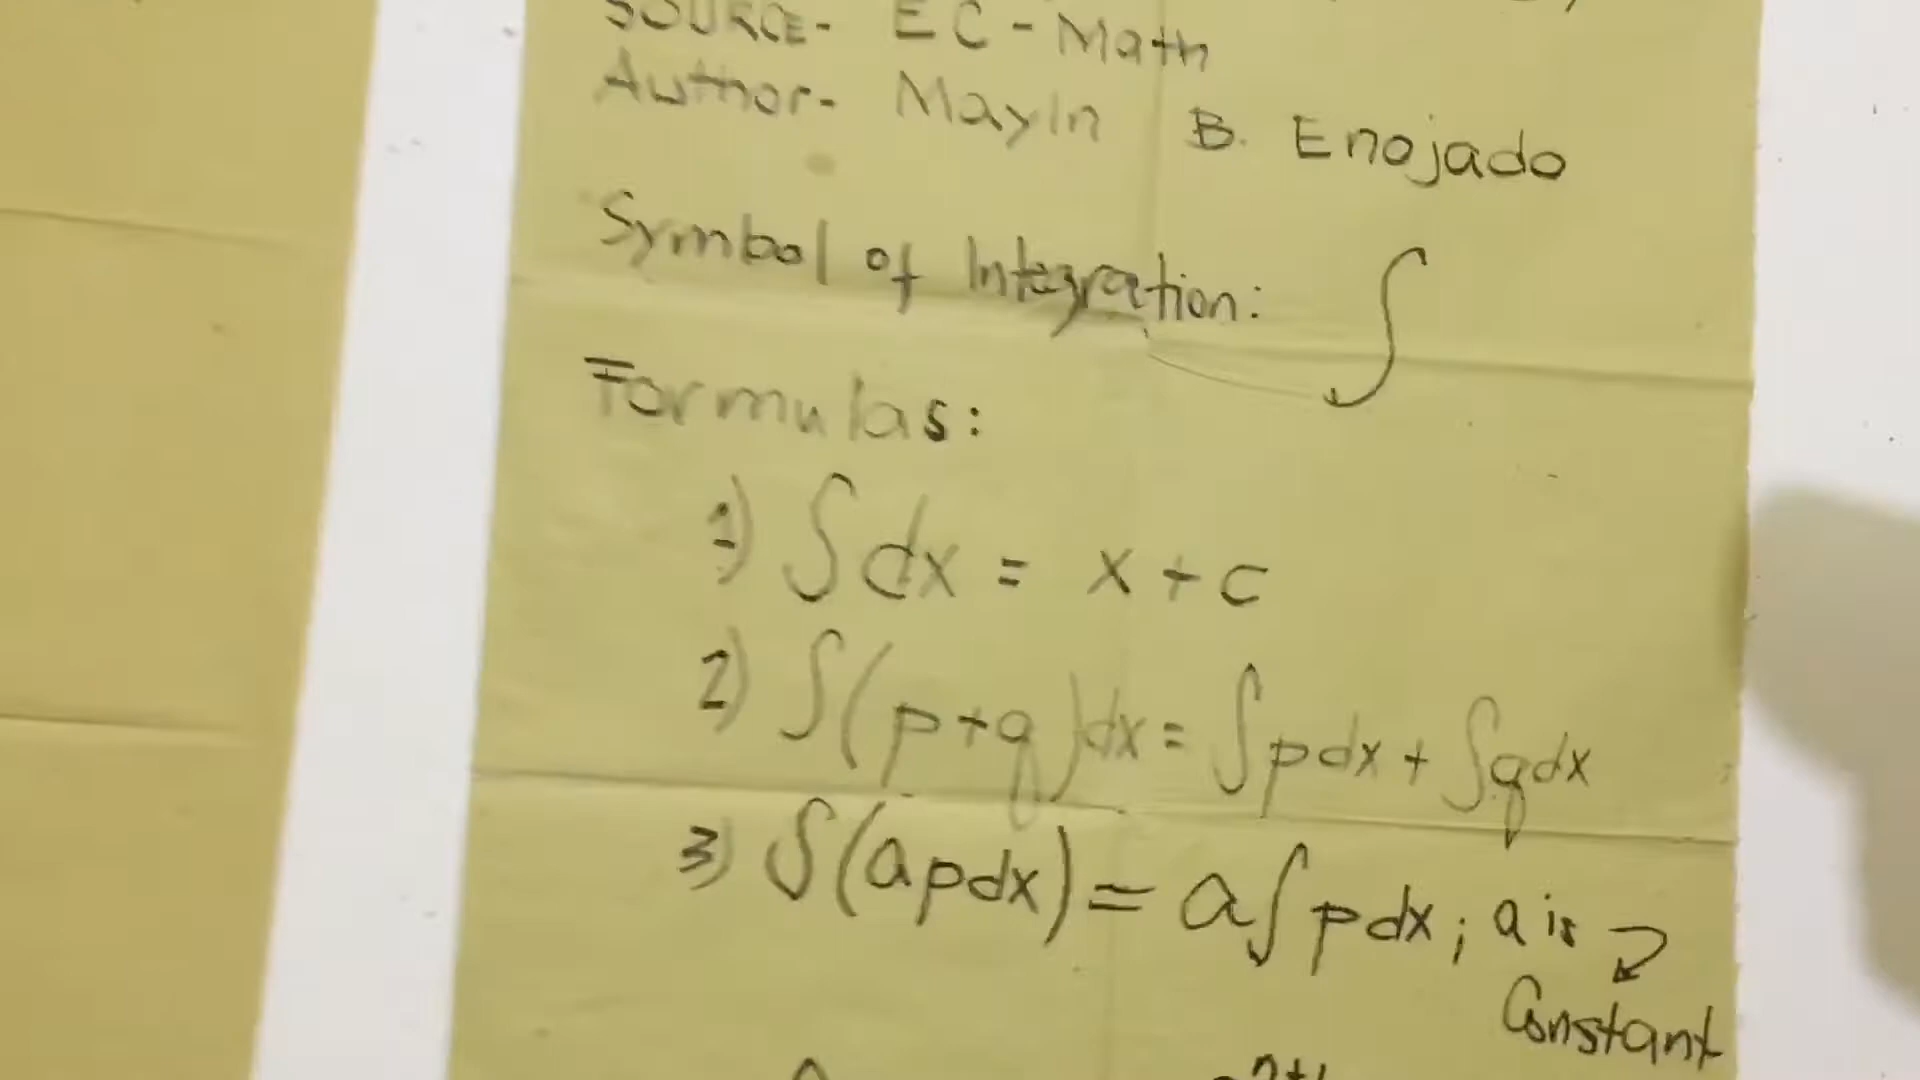 SOURCE- EC-Math
Author- Mayln B. Enojado
Symbol of Integration: ∫
Formulas:
1) ∫dx = x + c
2) ∫(p+q)dx = ∫pdx + ∫qdx
3) ∫(apdx) = a∫pdx; a is
Constant